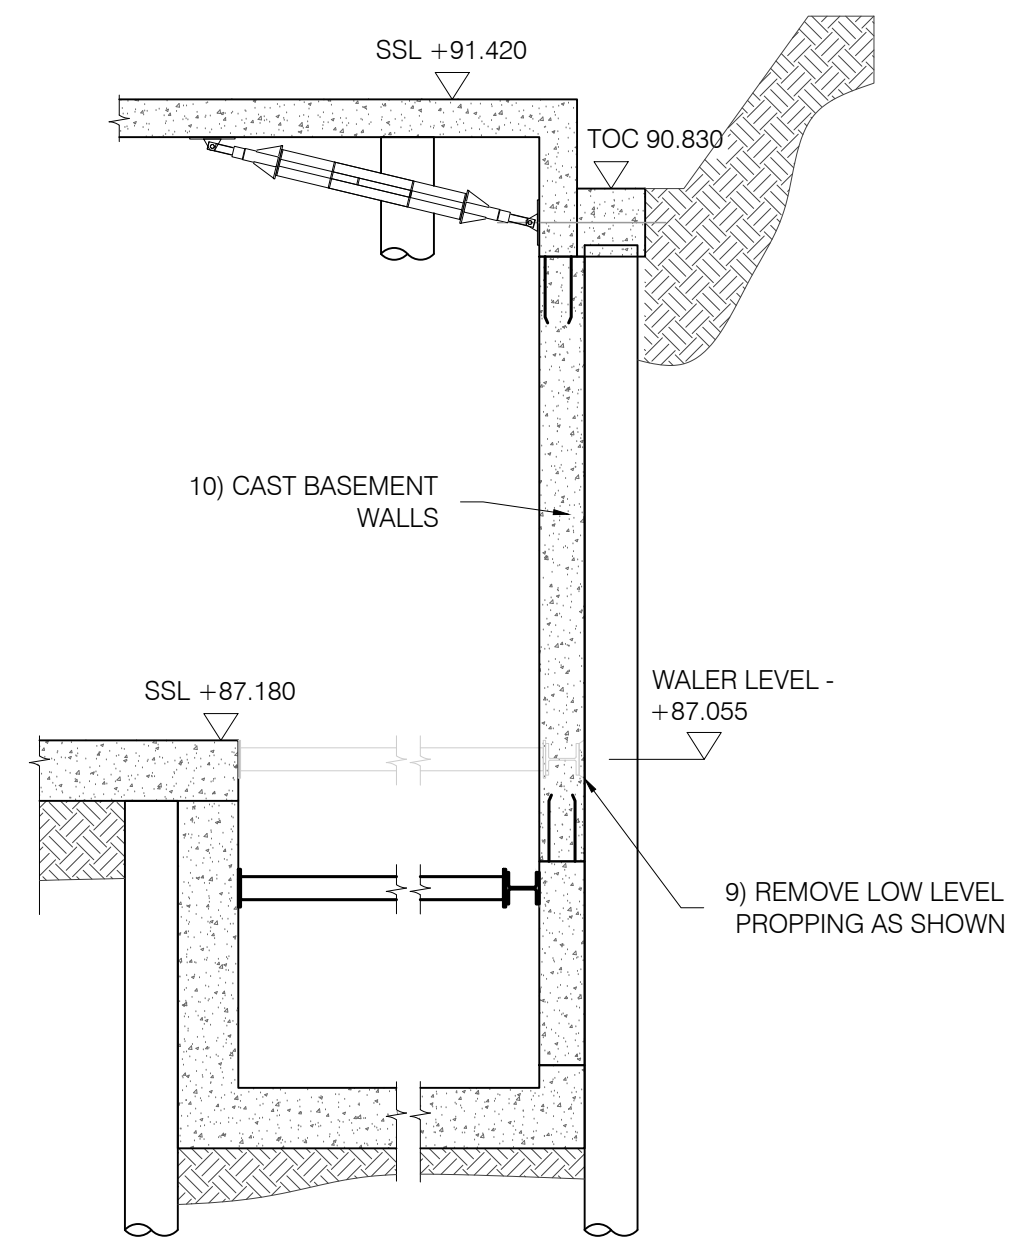 SSL +91.420
TOC 90.830
10) CAST BASEMENT
WALLS
WALER LEVEL -
+87.055
SSL +87.180
9) REMOVE LOW LEVEL
PROPPING AS SHOWN